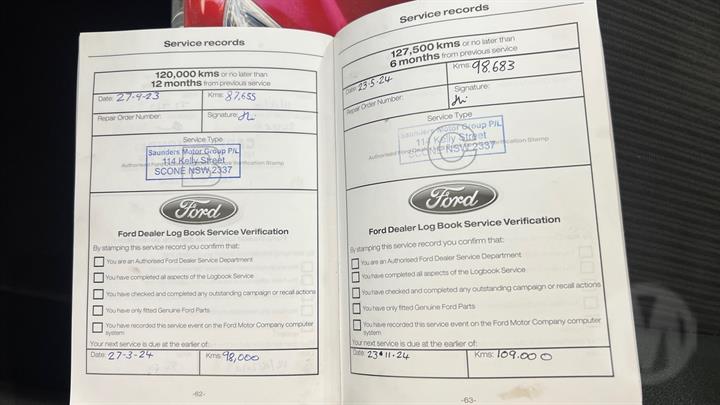 Service records
120,000 kms or no later than
12 months from previous service
Date: 27-9-23 Kms: 87,655
Repair Order Number: Signature:
Service Type
Saunders Motor Group P/L
114 Kelly Street
SCONE NSW 2337
Ford
Ford Dealer Log Book Service Verification
By stamping this service record you confirm that:
You are an Authorised Ford Dealer Service Department
You have completed all aspects of the Logbook Service
You have checked and completed any outstanding campaign or recall actions
You have only fitted Genuine Ford Parts
You have recorded this service event on the Ford Motor Company computer
system
Your next service is due at the earlier of:
Date: 27-3-24 Kms: 98,000
-62-
Service records
127,500 kms or no later than
6 months from previous service
Date: 23-5-24 Kms: 98,683
Repair Order Number: Signature:
Service Type
Saunders Motor Group P/L
114 Kelly Street
SCONE NSW 2337
Ford
Ford Dealer Log Book Service Verification
By stamping this service record you confirm that:
You are an Authorised Ford Dealer Service Department
You have completed all aspects of the Logbook Service
You have checked and completed any outstanding campaign or recall actions
You have only fitted Genuine Ford Parts
You have recorded this service event on the Ford Motor Company computer
system
Your next service is due at the earlier of:
Date: 23-11-24 Kms: 109.000
-63-